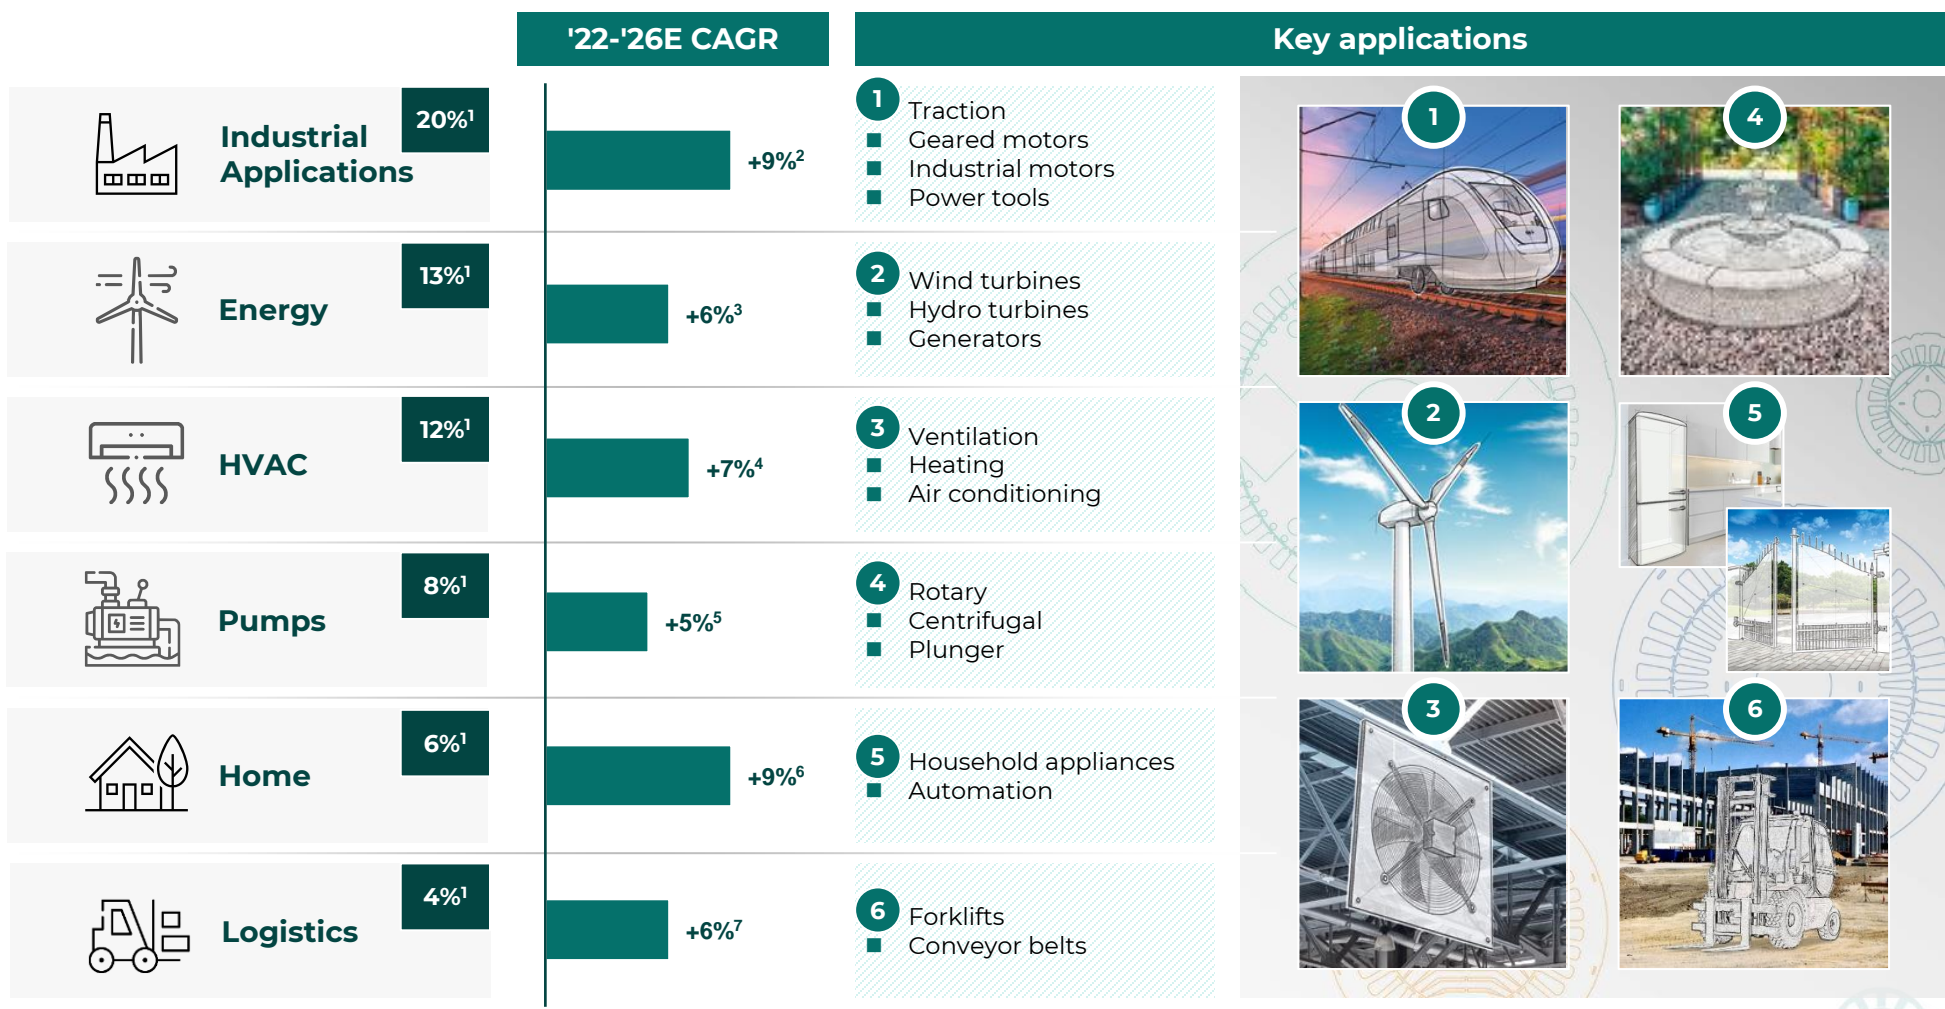 '22-'26E CAGR
Key applications
Industrial
Applications
20%¹
+9%²
1
Traction
Geared motors
Industrial motors
Power tools
Energy
13%¹
+6%³
2
Wind turbines
Hydro turbines
Generators
HVAC
12%¹
+7%⁴
3
Ventilation
Heating
Air conditioning
Pumps
8%¹
+5%⁵
4
Rotary
Centrifugal
Plunger
Home
6%¹
+9%⁶
5
Household appliances
Automation
Logistics
4%¹
+6%⁷
6
Forklifts
Conveyor belts
1
4
2
5
3
6